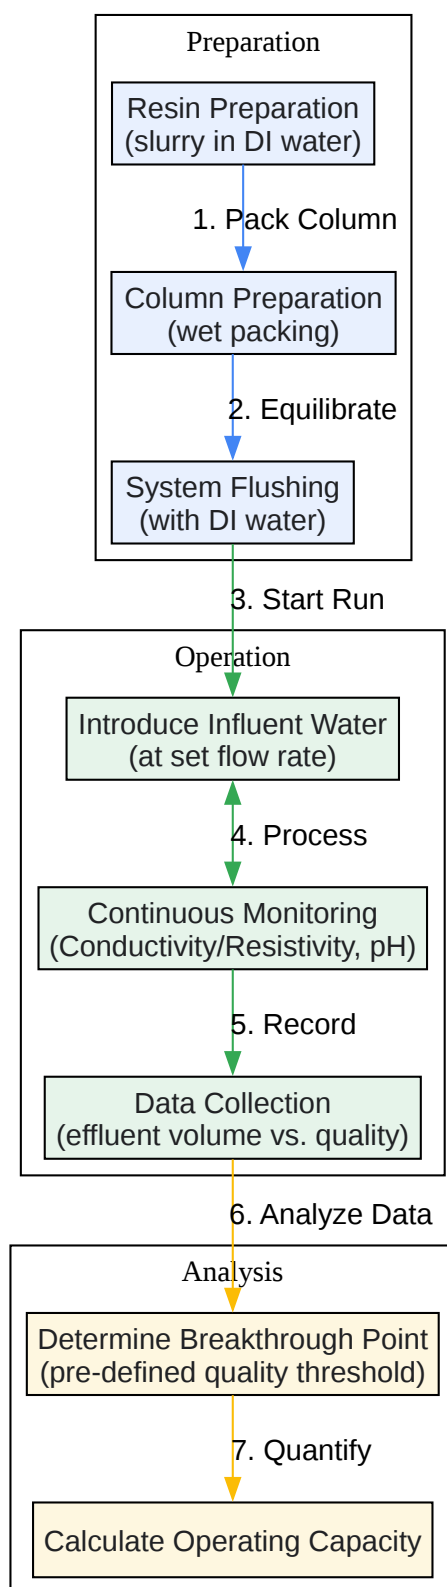 Preparation
Resin Preparation
(slurry in DI water)
1. Pack Column
Column Preparation
(wet packing)
2. Equilibrate
System Flushing
(with DI water)
3. Start Run
Operation
Introduce Influent Water
(at set flow rate)
4. Process
Continuous Monitoring
(Conductivity/Resistivity, pH)
5. Record
Data Collection
(effluent volume vs. quality)
6. Analyze Data
Analysis
Determine Breakthrough Point
(pre-defined quality threshold)
7. Quantify
Calculate Operating Capacity